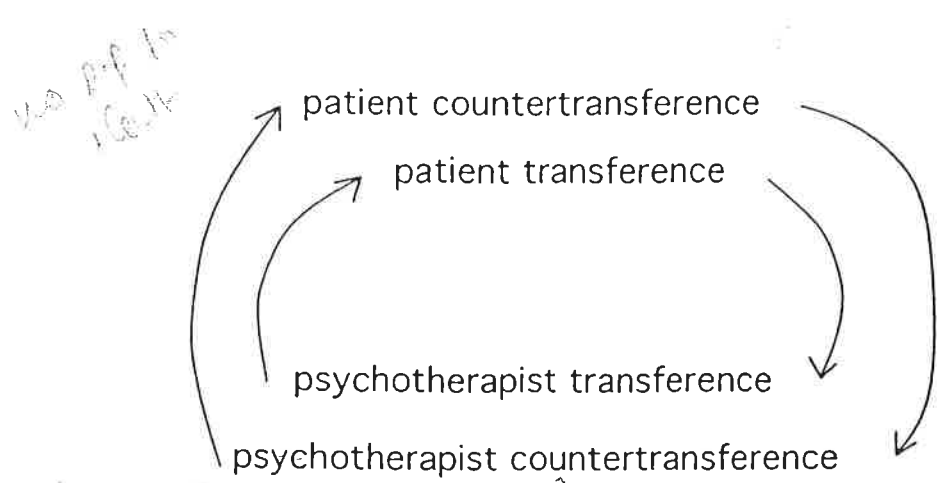 patient countertransference
patient transference
psychotherapist transference
psychotherapist countertransference